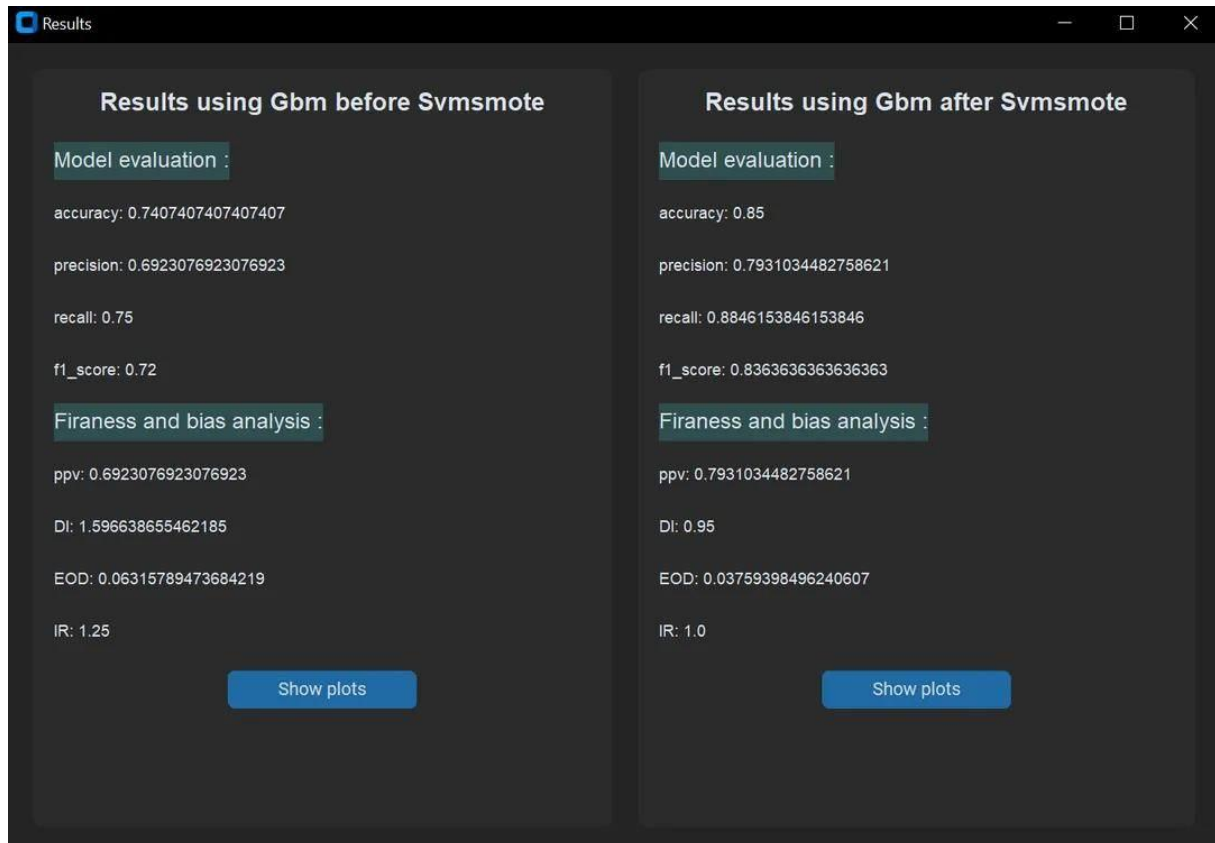 Results
Results using Gbm before Svmsmote
Model evaluation :
accuracy: 0.7407407407407407
precision: 0.6923076923076923
recall: 0.75
f1_score: 0.72
Firaness and bias analysis :
ppv: 0.6923076923076923
DI: 1.596638655462185
EOD: 0.06315789473684219
IR: 1.25
Show plots
Results using Gbm after Svmsmote
Model evaluation :
accuracy: 0.85
precision: 0.7931034482758621
recall: 0.8846153846153846
f1_score: 0.8363636363636363
Firaness and bias analysis :
ppv: 0.7931034482758621
DI: 0.95
EOD: 0.03759398496240607
IR: 1.0
Show plots